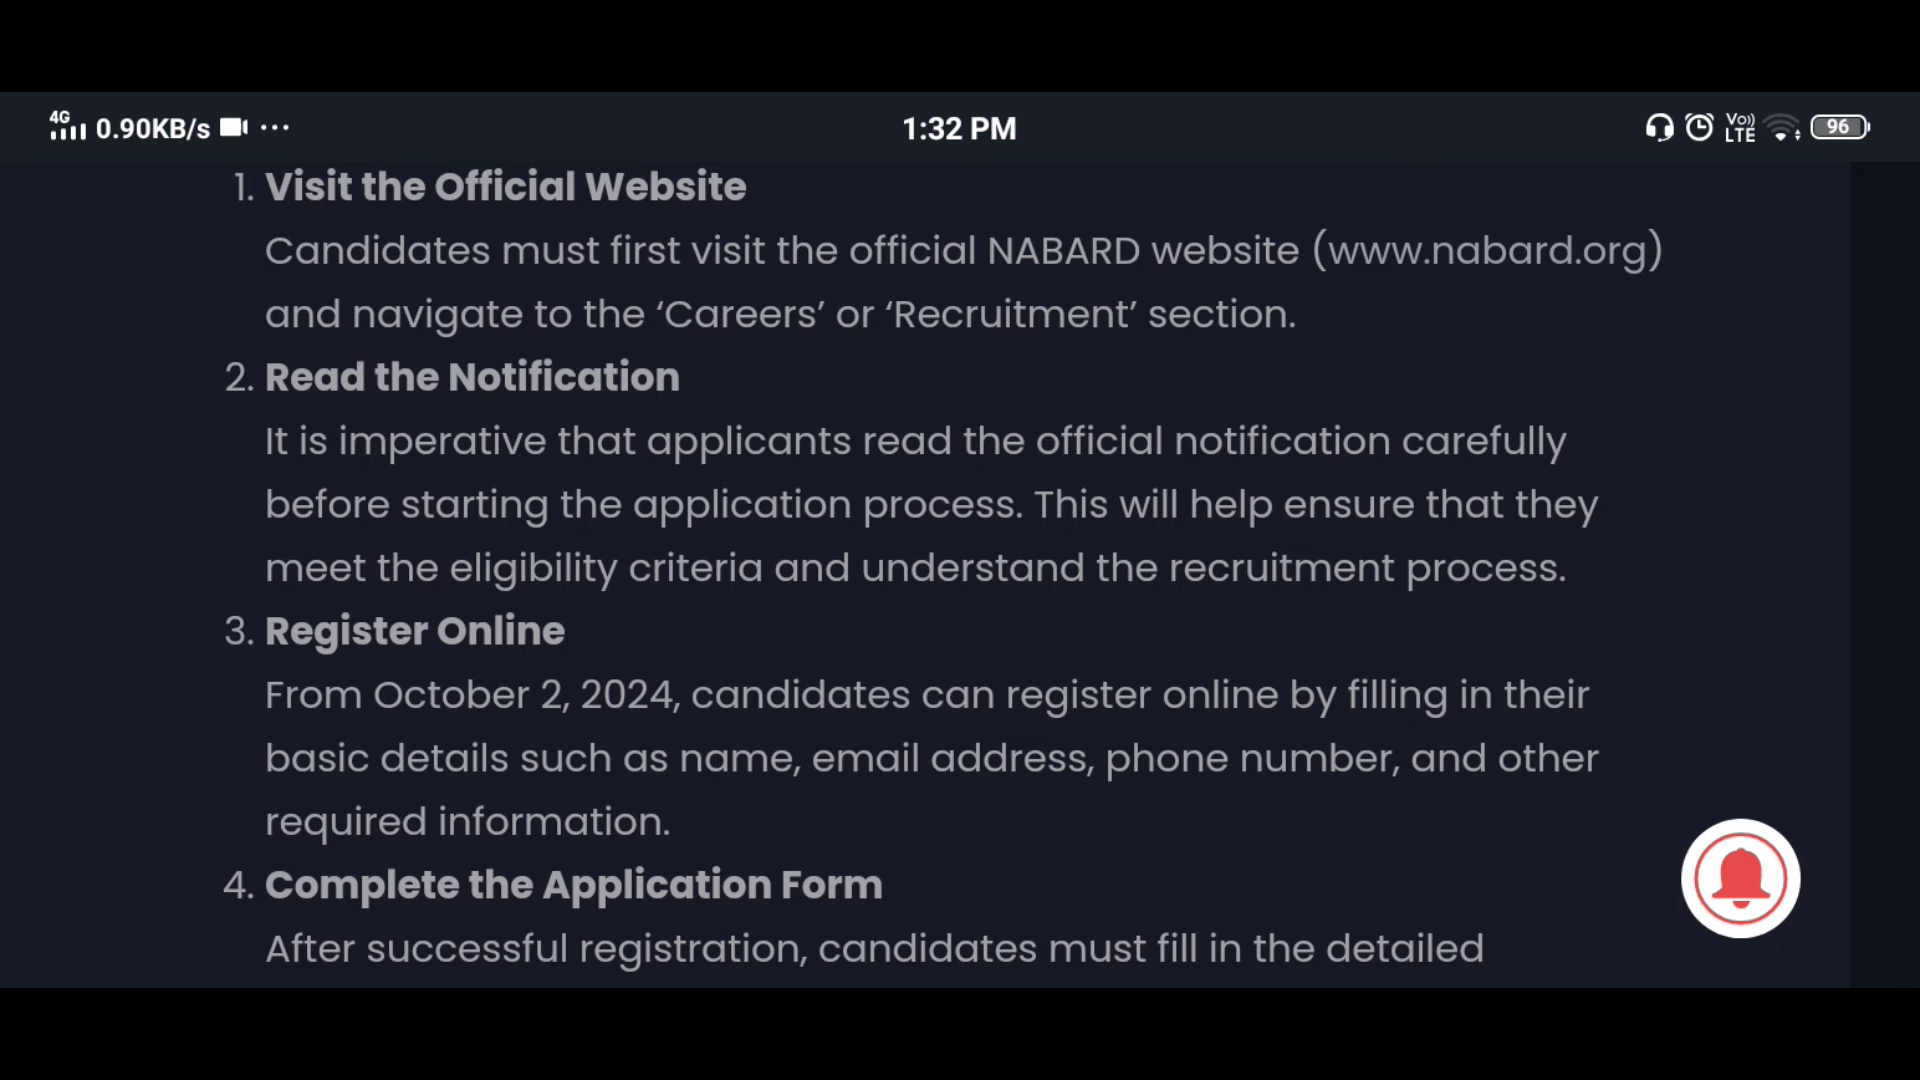 4G 0.90KB/s ... 1:32 PM Vo)) LTE 96
1. Visit the Official Website
Candidates must first visit the official NABARD website (www.nabard.org)
and navigate to the ‘Careers’ or ‘Recruitment’ section.
2. Read the Notification
It is imperative that applicants read the official notification carefully
before starting the application process. This will help ensure that they
meet the eligibility criteria and understand the recruitment process.
3. Register Online
From October 2, 2024, candidates can register online by filling in their
basic details such as name, email address, phone number, and other
required information.
4. Complete the Application Form
After successful registration, candidates must fill in the detailed